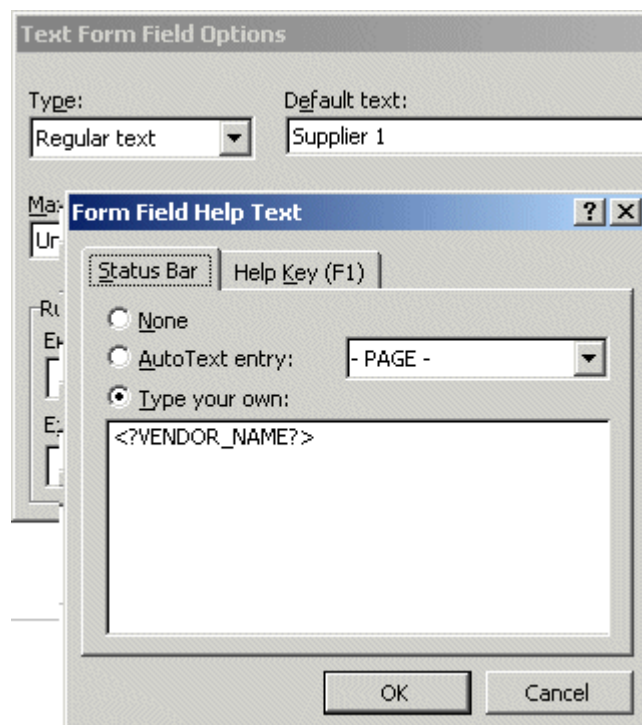 Text Form Field Options
Type: Default text:
Regular text Supplier 1
Form Field Help Text
Status Bar Help Key (F1)
None
AutoText entry: - PAGE -
Type your own:
<?VENDOR_NAME?>
OK Cancel